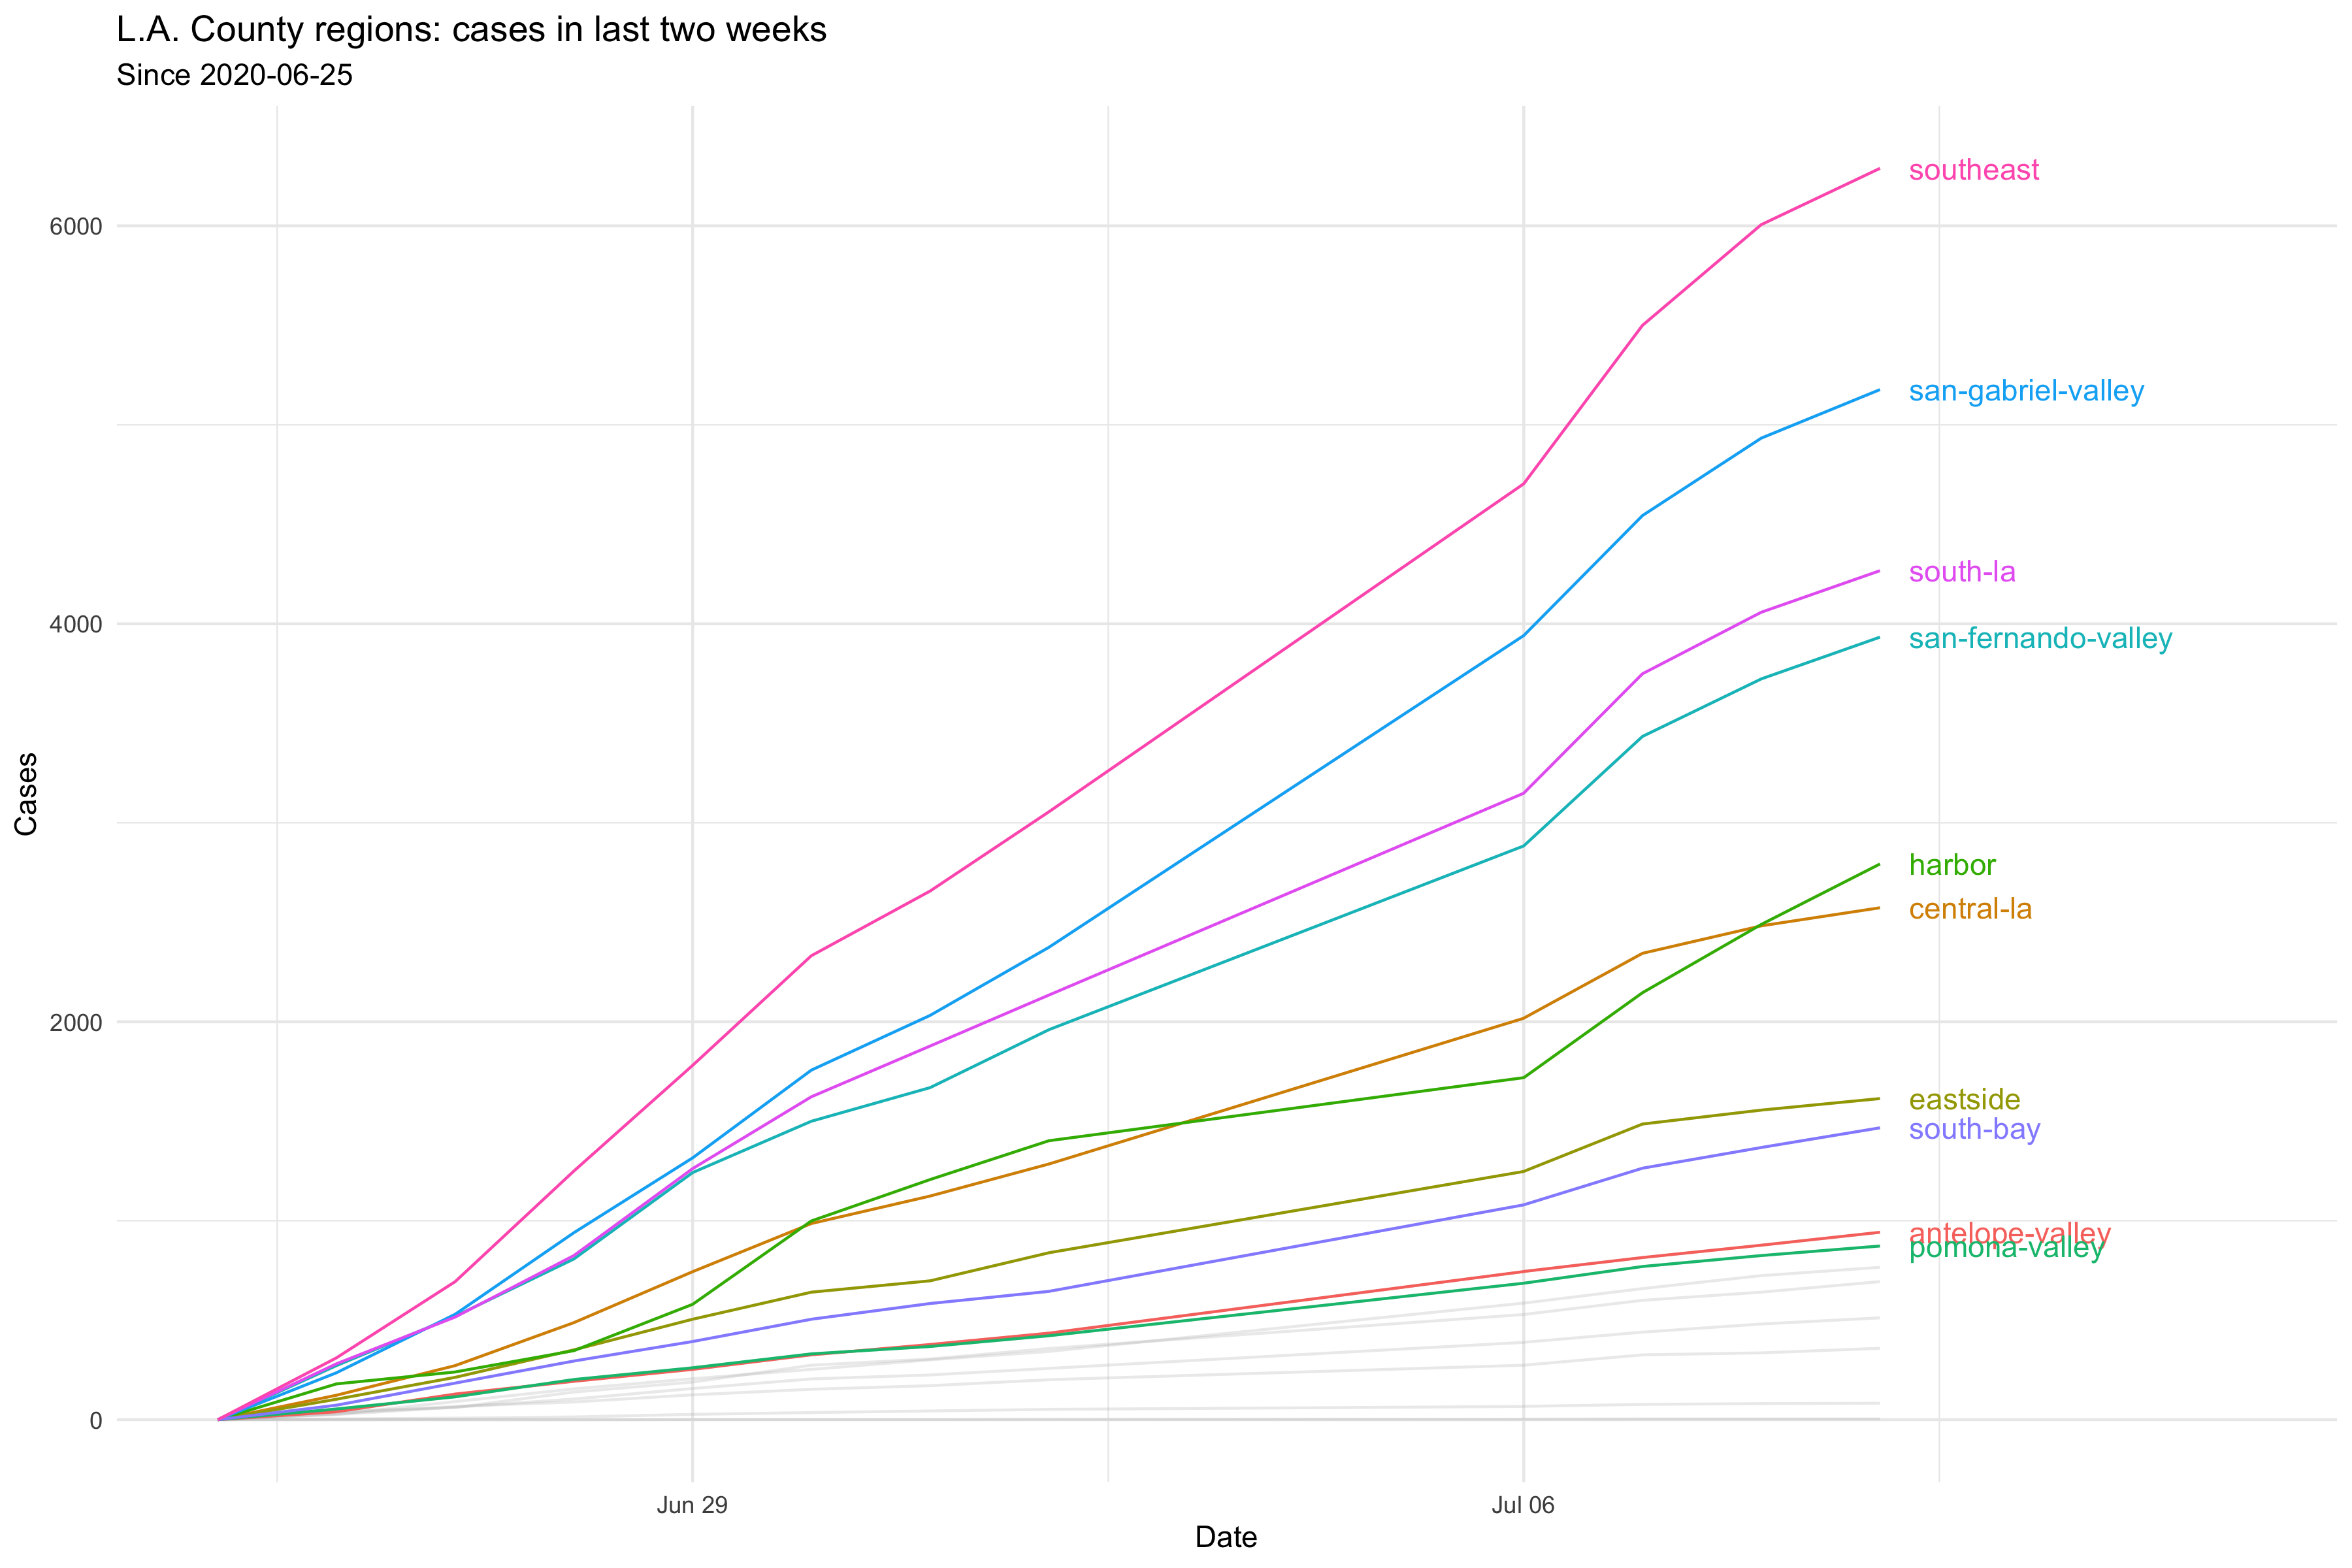 L.A. County regions: cases in last two weeks
Since 2020-06-25
southeast
6000
san-gabriel-valley
south-la
4000
san-fernando-valley
Cases
harbor
central-la
2000
eastside
south-bay
antelope-valley
pomona-valley
0
Jun 29
Jul 06
Date